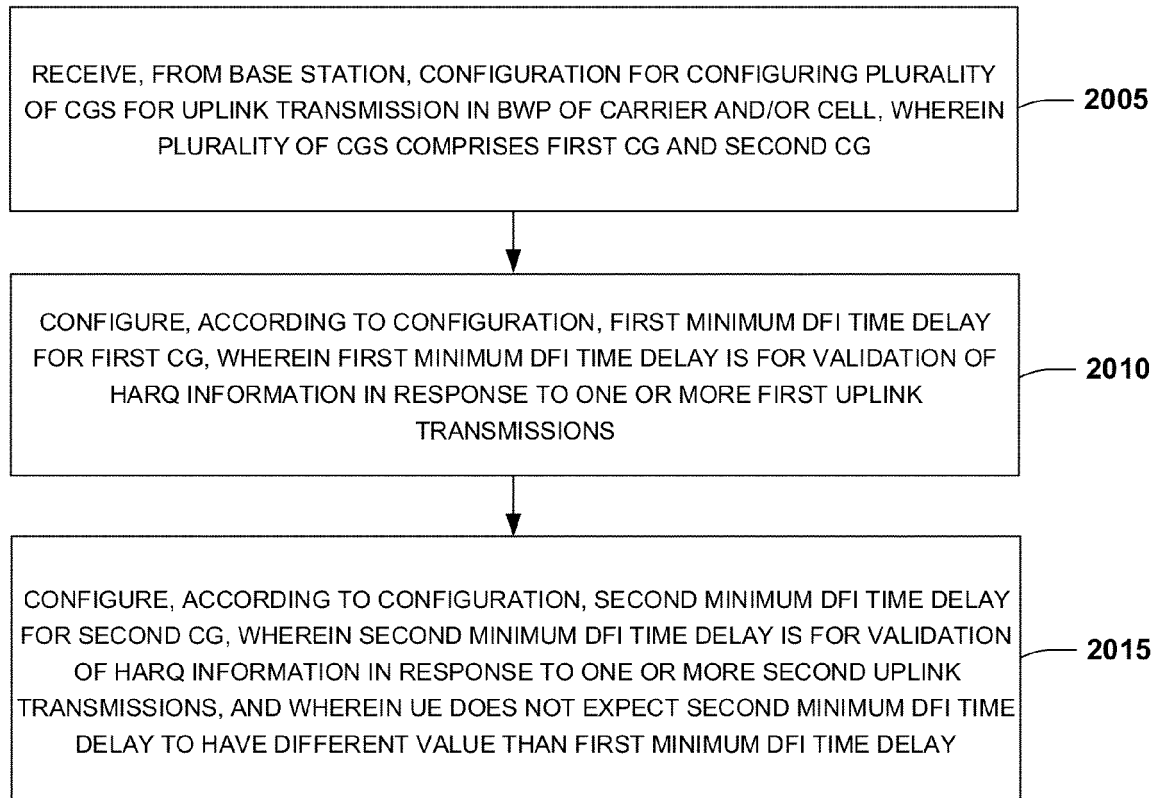 RECEIVE, FROM BASE STATION, CONFIGURATION FOR CONFIGURING PLURALITY
OF CGS FOR UPLINK TRANSMISSION IN BWP OF CARRIER AND/OR CELL, WHEREIN
PLURALITY OF CGS COMPRISES FIRST CG AND SECOND CG
2005
CONFIGURE, ACCORDING TO CONFIGURATION, FIRST MINIMUM DFI TIME DELAY
FOR FIRST CG, WHEREIN FIRST MINIMUM DFI TIME DELAY IS FOR VALIDATION OF
HARQ INFORMATION IN RESPONSE TO ONE OR MORE FIRST UPLINK
TRANSMISSIONS
2010
CONFIGURE, ACCORDING TO CONFIGURATION, SECOND MINIMUM DFI TIME DELAY
FOR SECOND CG, WHEREIN SECOND MINIMUM DFI TIME DELAY IS FOR VALIDATION
OF HARQ INFORMATION IN RESPONSE TO ONE OR MORE SECOND UPLINK
TRANSMISSIONS, AND WHEREIN UE DOES NOT EXPECT SECOND MINIMUM DFI TIME
DELAY TO HAVE DIFFERENT VALUE THAN FIRST MINIMUM DFI TIME DELAY
2015